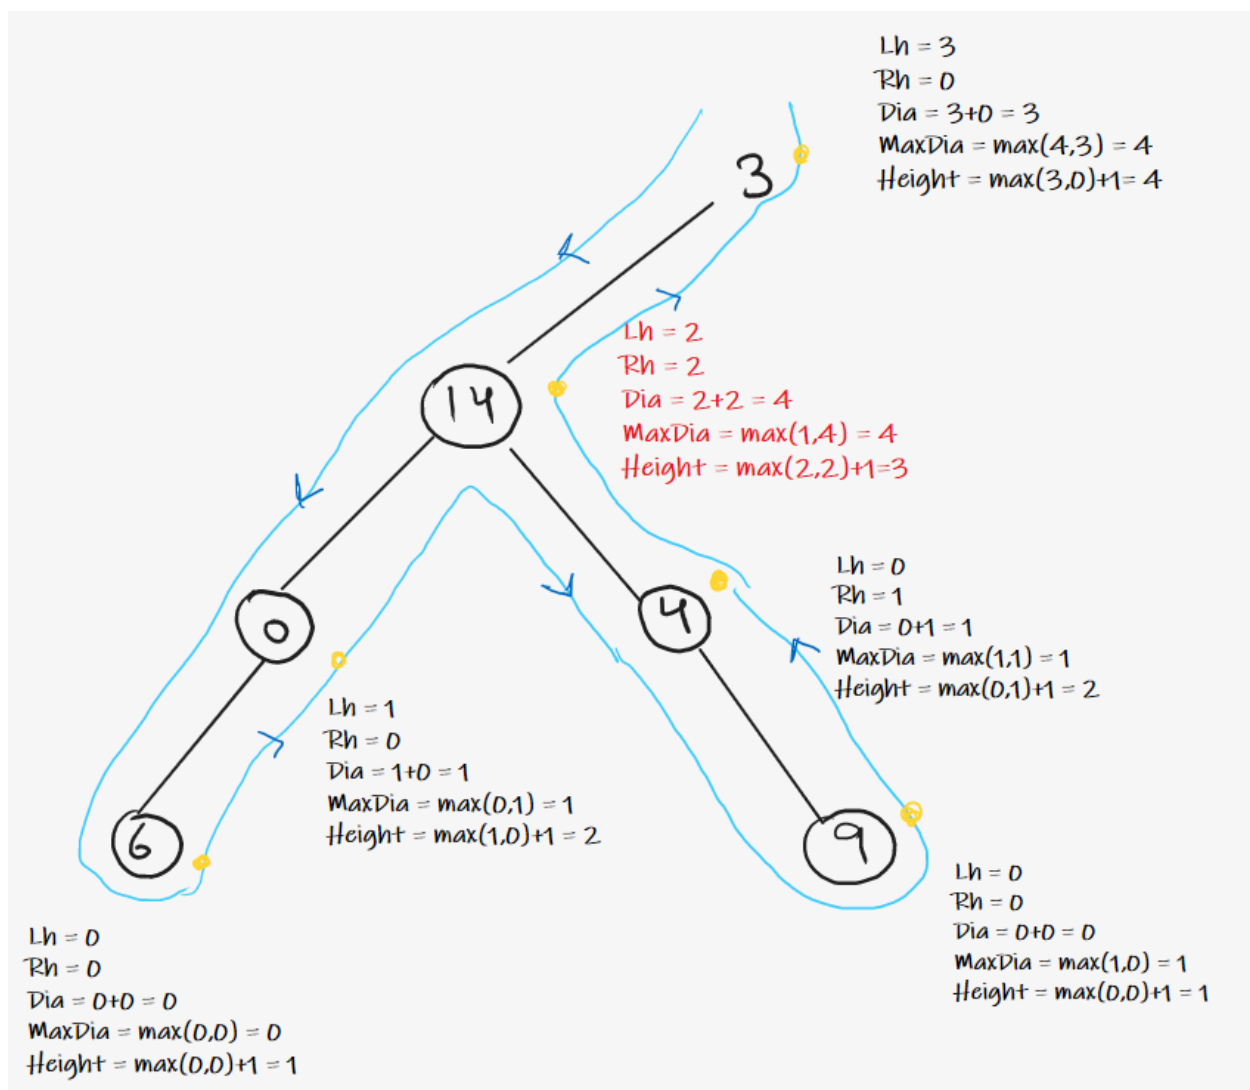 Lh = 3
Rh = 0
Dia = 3+0 = 3
MaxDia = max(4,3) = 4
Height = max(3,0)+1= 4
3
Lh = 2
Rh = 2
Dia = 2+2 = 4
MaxDia = max(1,4) = 4
Height = max(2,2)+1=3
14
Lh = 0
Rh = 1
Dia = 0+1 = 1
MaxDia = max(1,1) = 1
Height = max(0,1)+1 = 2
0
4
Lh = 1
Rh = 0
Dia = 1+0 = 1
MaxDia = max(0,1) = 1
Height = max(1,0)+1 = 2
6
9
Lh = 0
Rh = 0
Dia = 0+0 = 0
MaxDia = max(1,0) = 1
Height = max(0,0)+1 = 1
Lh = 0
Rh = 0
Dia = 0+0 = 0
MaxDia = max(0,0) = 0
Height = max(0,0)+1 = 1